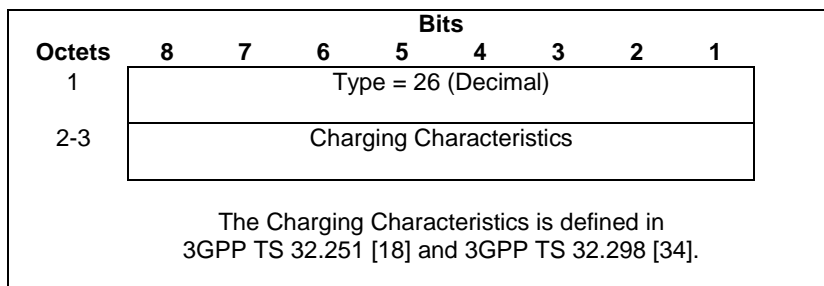 Bits
Octets 8 7 6 5 4 3 2 1
1 Type = 26 (Decimal)
2-3 Charging Characteristics
The Charging Characteristics is defined in
3GPP TS 32.251 [18] and 3GPP TS 32.298 [34].